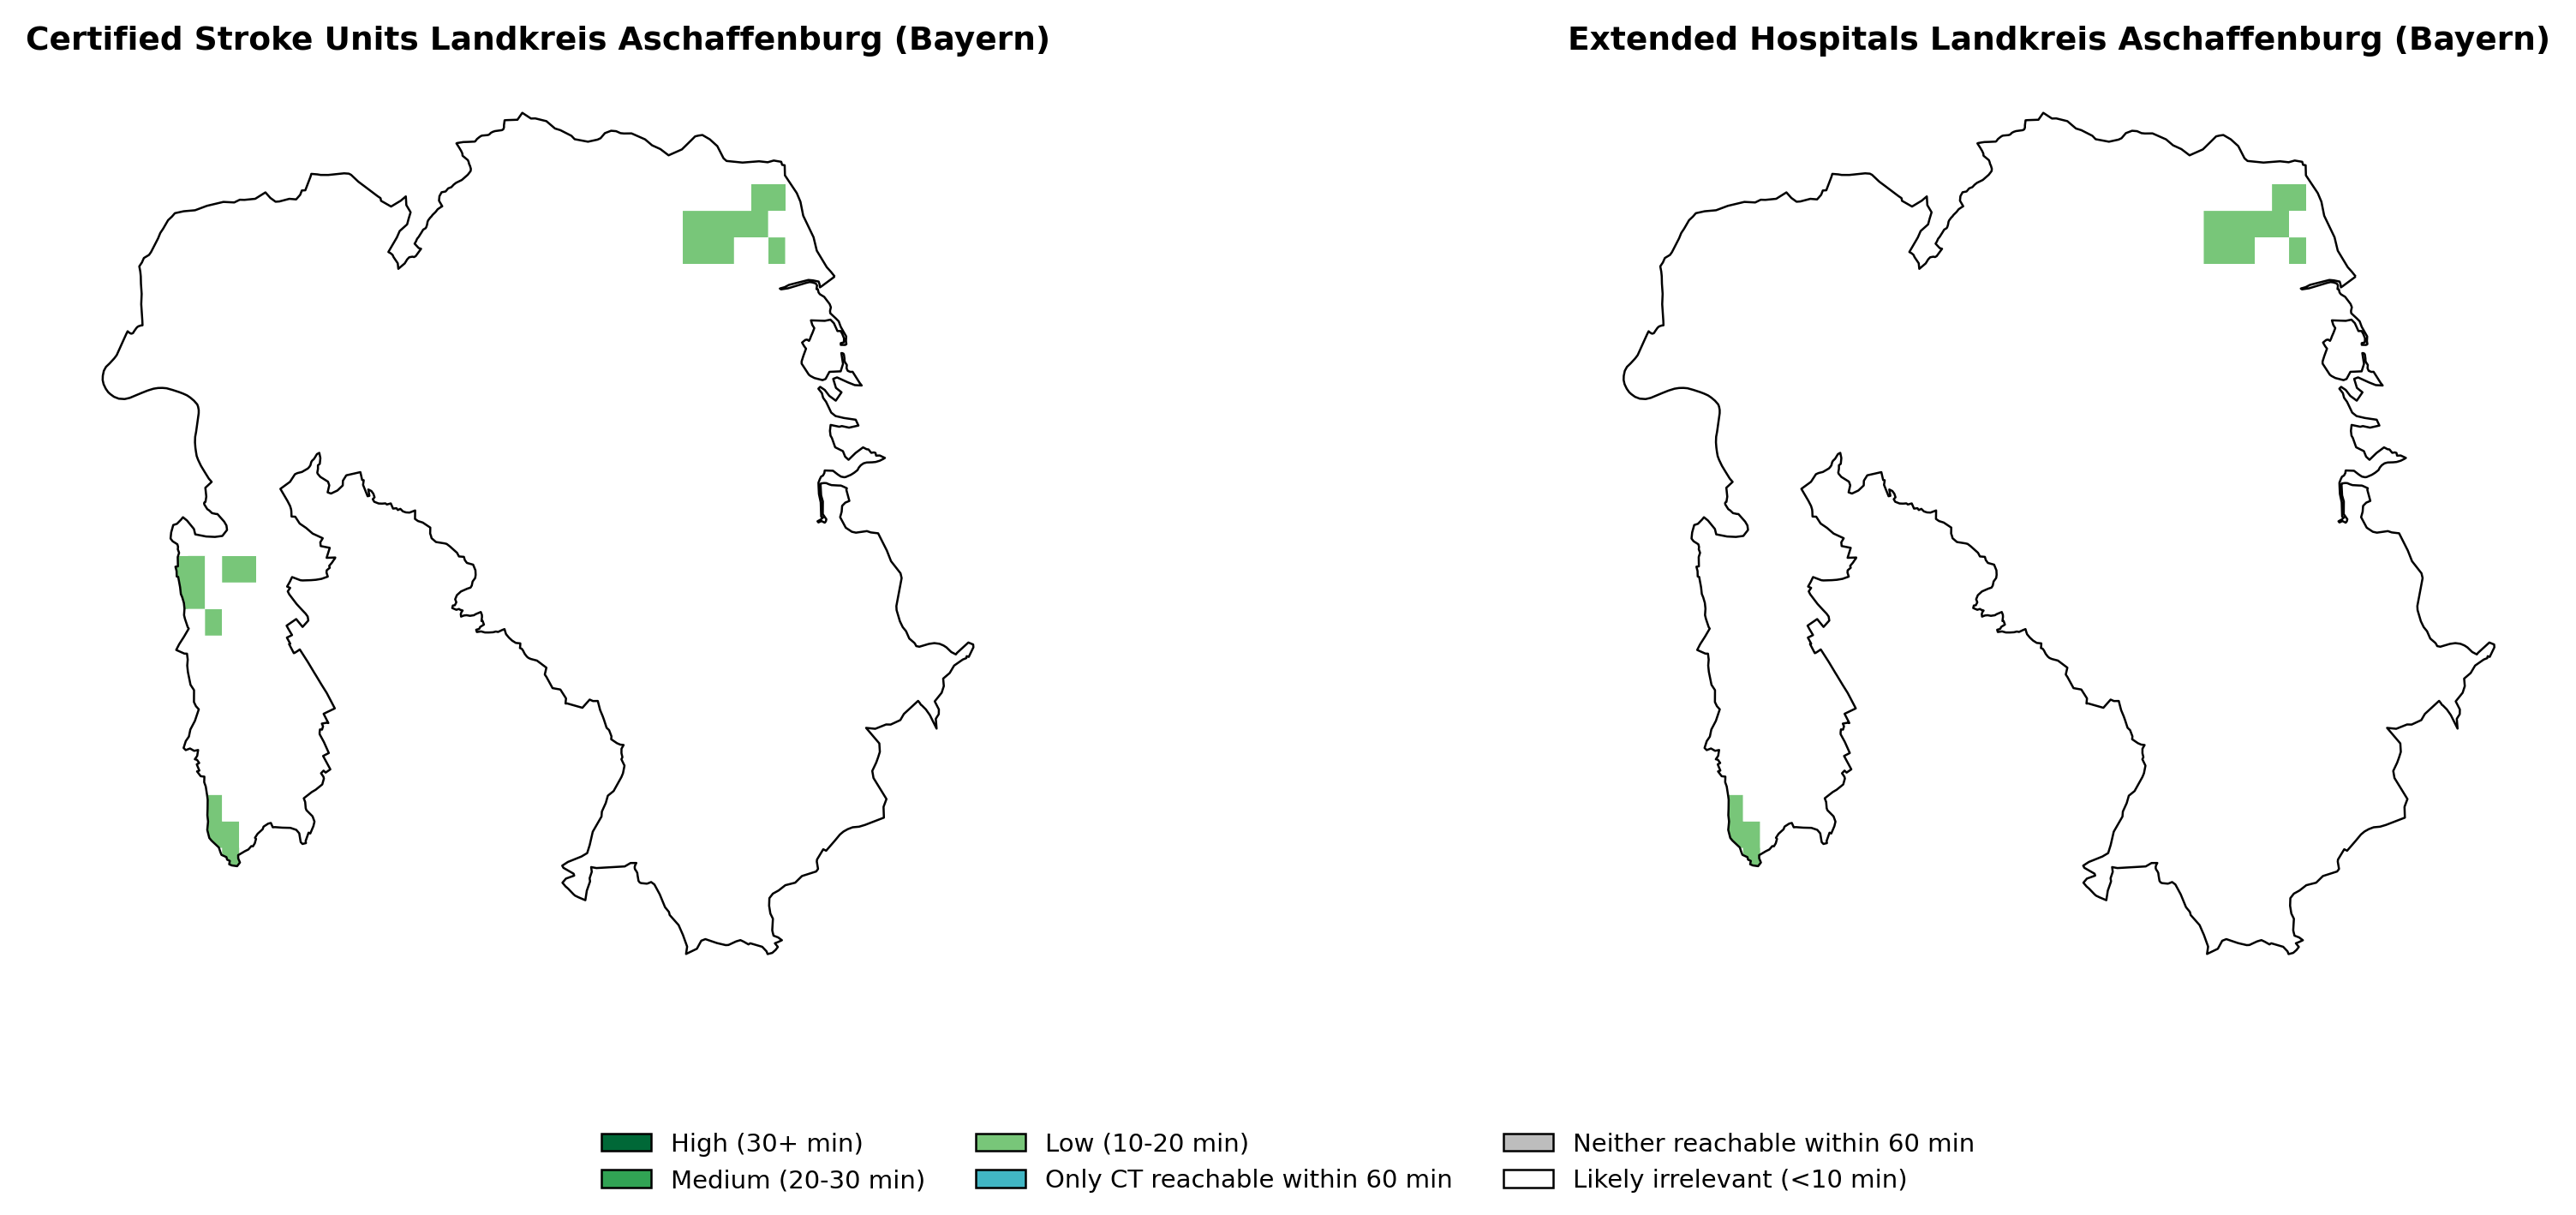 Certified Stroke Units Landkreis Aschaffenburg (Bayern)
Extended Hospitals Landkreis Aschaffenburg (Bayern)
High (30+ min)
Medium (20-30 min)
Low (10-20 min)
Only CT reachable within 60 min
Neither reachable within 60 min
Likely irrelevant (<10 min)